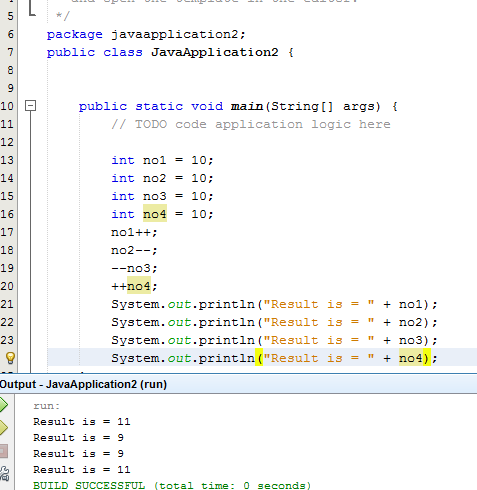 and open the template in the editor.
5 */
6 package javaapplication2;
7 public class JavaApplication2 {
8
9
10 public static void main(String[] args) {
11 // TODO code application logic here
12
13 int no1 = 10;
14 int no2 = 10;
15 int no3 = 10;
16 int no4 = 10;
17 no1++;
18 no2--;
19 --no3;
20 ++no4;
21 System.out.println("Result is = " + no1);
22 System.out.println("Result is = " + no2);
23 System.out.println("Result is = " + no3);
System.out.println("Result is = " + no4);
Output - JavaApplication2 (run)
run:
Result is = 11
Result is = 9
Result is = 9
Result is = 11
BUILD SUCCESSFUL (total time: 0 seconds)